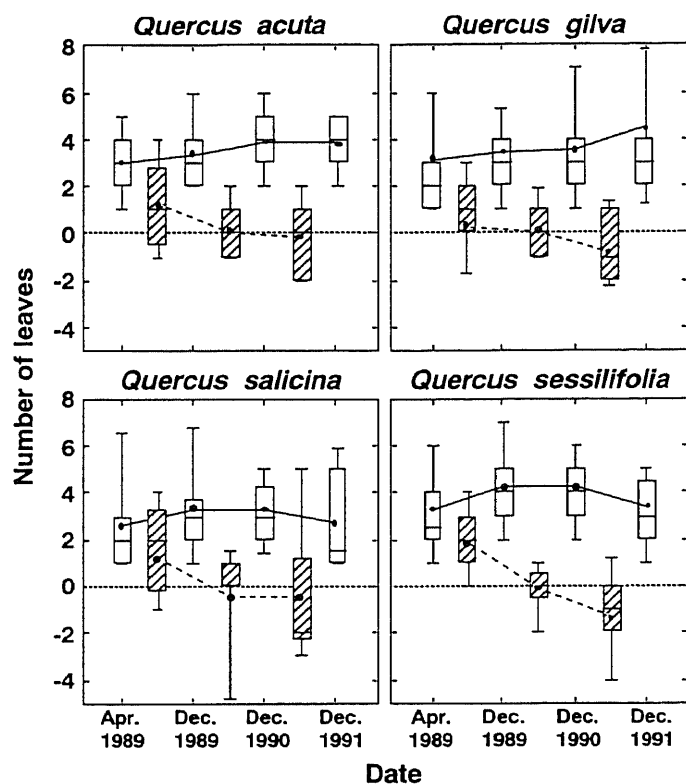 Quercus acuta
Quercus gilva
8
6
4
2
0
-2
-4
Quercus salicina
Quercus sessilifolia
8
6
4
2
0
-2
-4
Number of leaves
Apr. Dec. Dec. Dec.
1989 1989 1990 1991
Apr. Dec. Dec. Dec.
1989 1989 1990 1991
Date